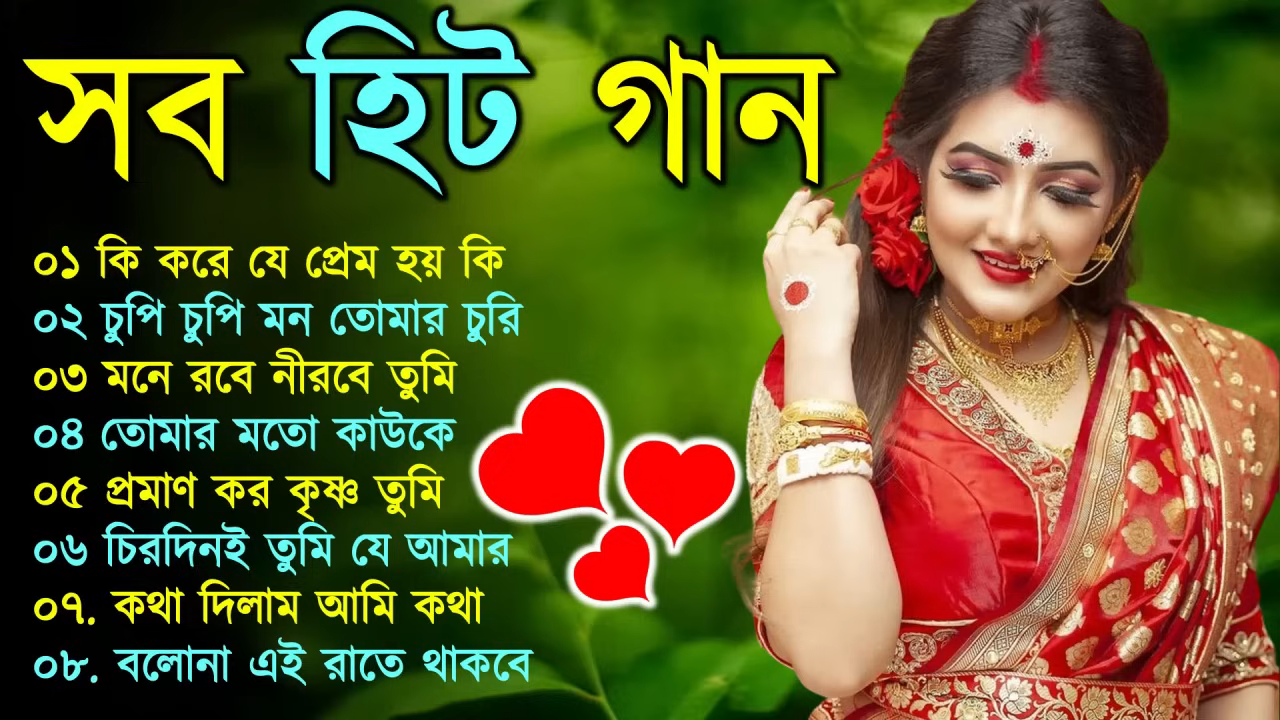 সব হিট গান
০১ কি করে যে প্রেম হয় কি
০২ চুপি চুপি মন তোমার চুরি
০৩ মনে রবে নীরবে তুমি
০৪ তোমার মতো কাউকে
০৫ প্রমাণ কর কৃষ্ণ তুমি
০৬ চিরদিনই তুমি যে আমার
০৭. কথা দিলাম আমি কথা
০৮. বলোনা এই রাতে থাকবে